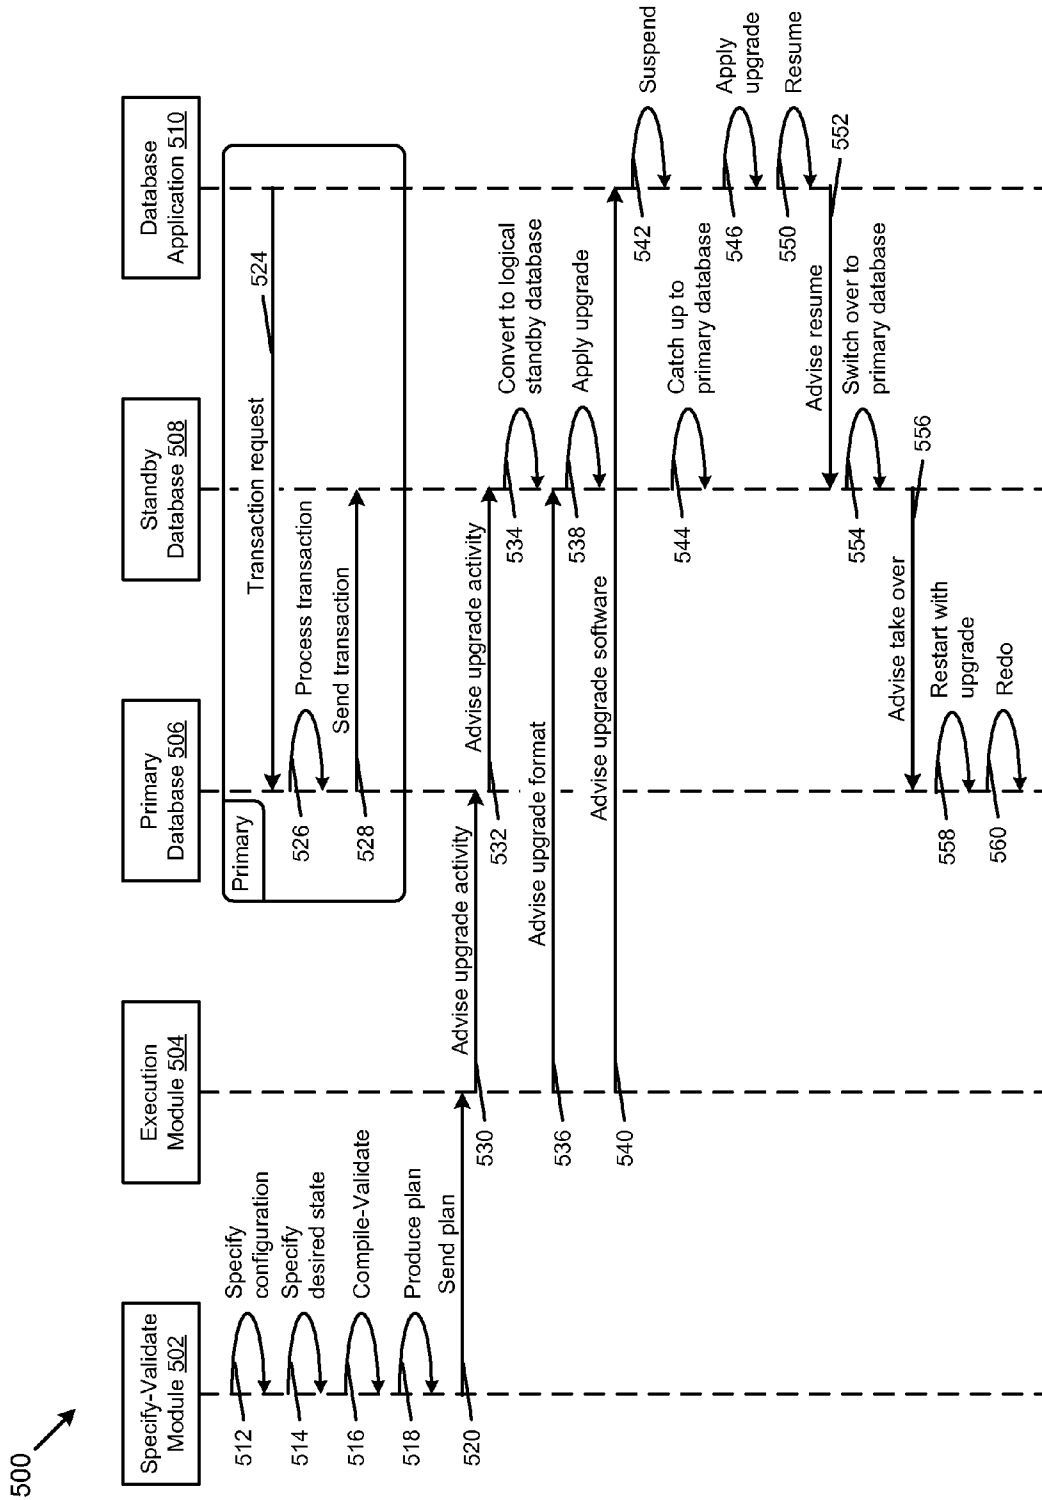 500
Specify-Validate
Module 502
Execution
Module 504
Primary
Database 506
Standby
Database 508
Database
Application 510
512
Specify
configuration
514
Specify
desired state
516
Compile-Validate
518
Produce plan
520
Send plan
Primary
Transaction request
524
526
Process transaction
528
Send transaction
530
Advise upgrade activity
532
Advise upgrade activity
534
Convert to logical
standby database
536
Advise upgrade format
538
Apply upgrade
540
Advise upgrade software
542
Suspend
544
Catch up to
primary database
546
Apply
upgrade
550
Resume
552
Advise resume
554
Switch over to
primary database
556
Advise take over
558
Restart with
upgrade
560
Redo